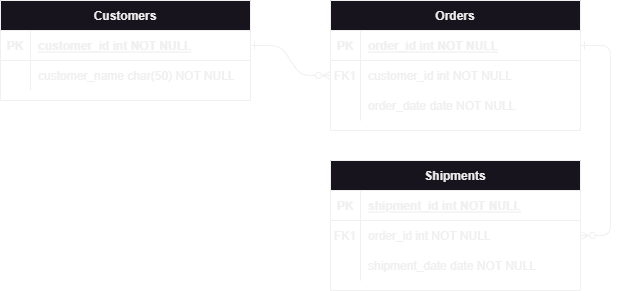 Customers
PK customer_id int NOT NULL
customer_name char(50) NOT NULL
Orders
PK order_id int NOT NULL
FK1 customer_id int NOT NULL
order_date date NOT NULL
Shipments
PK shipment_id int NOT NULL
FK1 order_id int NOT NULL
shipment_date date NOT NULL